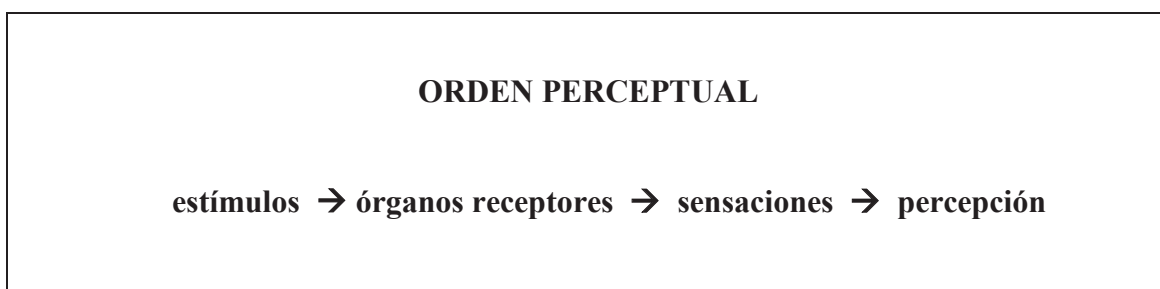 ORDEN PERCEPTUAL
estímulos → órganos receptores → sensaciones → percepción